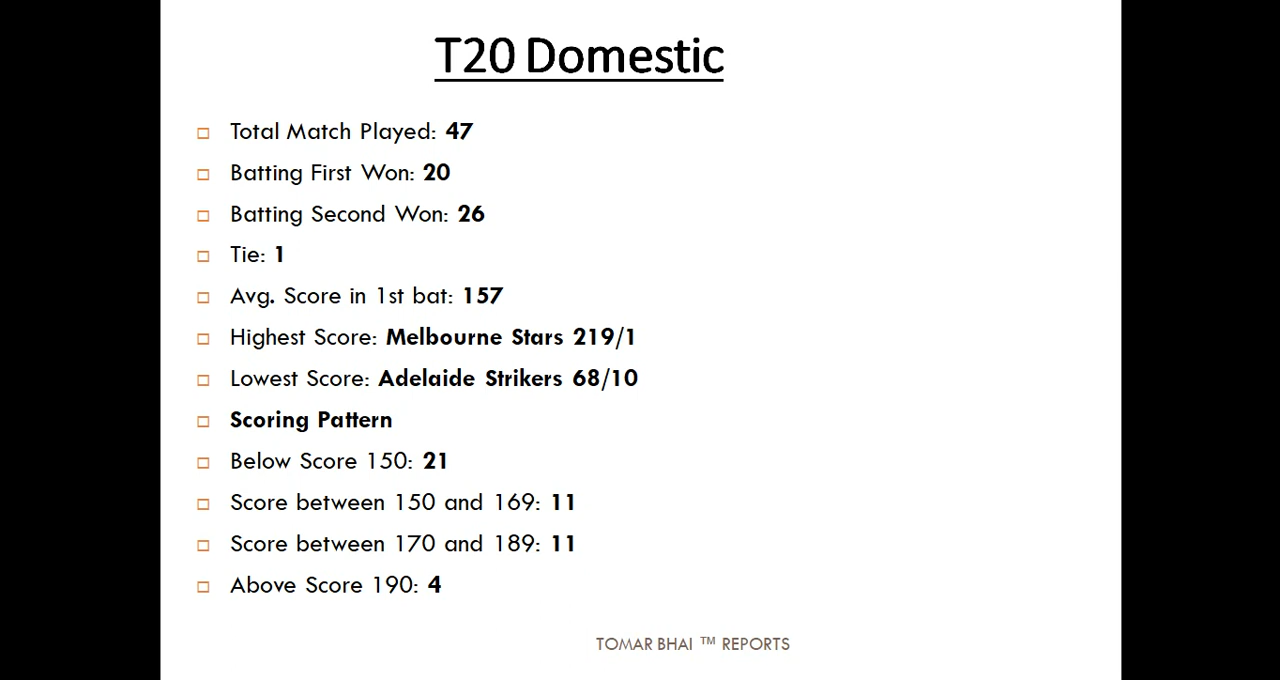 T20 Domestic
Total Match Played: 47
Batting First Won: 20
Batting Second Won: 26
Tie: 1
Avg. Score in 1st bat: 157
Highest Score: Melbourne Stars 219/1
Lowest Score: Adelaide Strikers 68/10
Scoring Pattern
Below Score 150: 21
Score between 150 and 169: 11
Score between 170 and 189: 11
Above Score 190: 4
TOMAR BHAI ™ REPORTS